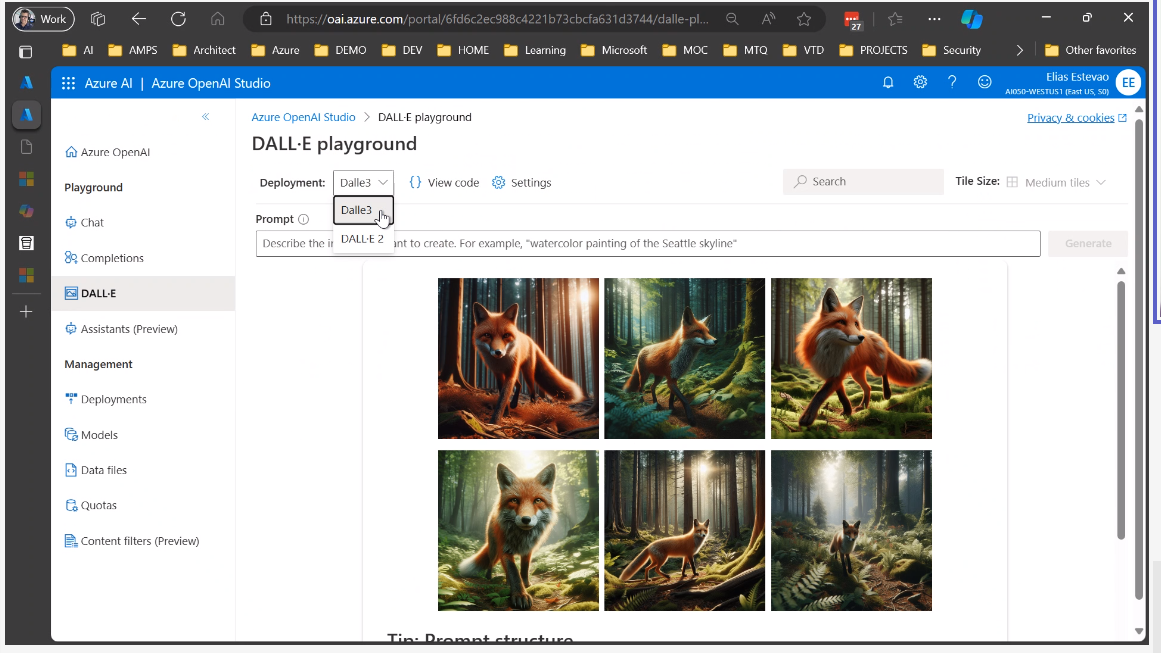 Work
https://oai.azure.com/portal/6fd6c2ec988c4221b73cbcfa631d3744/dalle-pl...
27
AI
AMPS
Architect
Azure
DEMO
DEV
HOME
Learning
Microsoft
MOC
MTQ
VTD
PROJECTS
Security
Other favorites
Azure AI | Azure OpenAI Studio
Elias Estevao
AI050-WESTUS1 (East US, S0)
EE
Azure OpenAI Studio > DALL·E playground
Privacy & cookies
DALL·E playground
Azure OpenAI
Playground
Chat
Completions
DALL·E
Assistants (Preview)
Management
Deployments
Models
Data files
Quotas
Content filters (Preview)
Deployment:
Dalle3
View code
Settings
Search
Tile Size:
Medium tiles
Dalle3
DALL·E 2
Prompt
Describe the i
nt to create. For example, "watercolor painting of the Seattle skyline"
Generate
Tip: Prompt structure